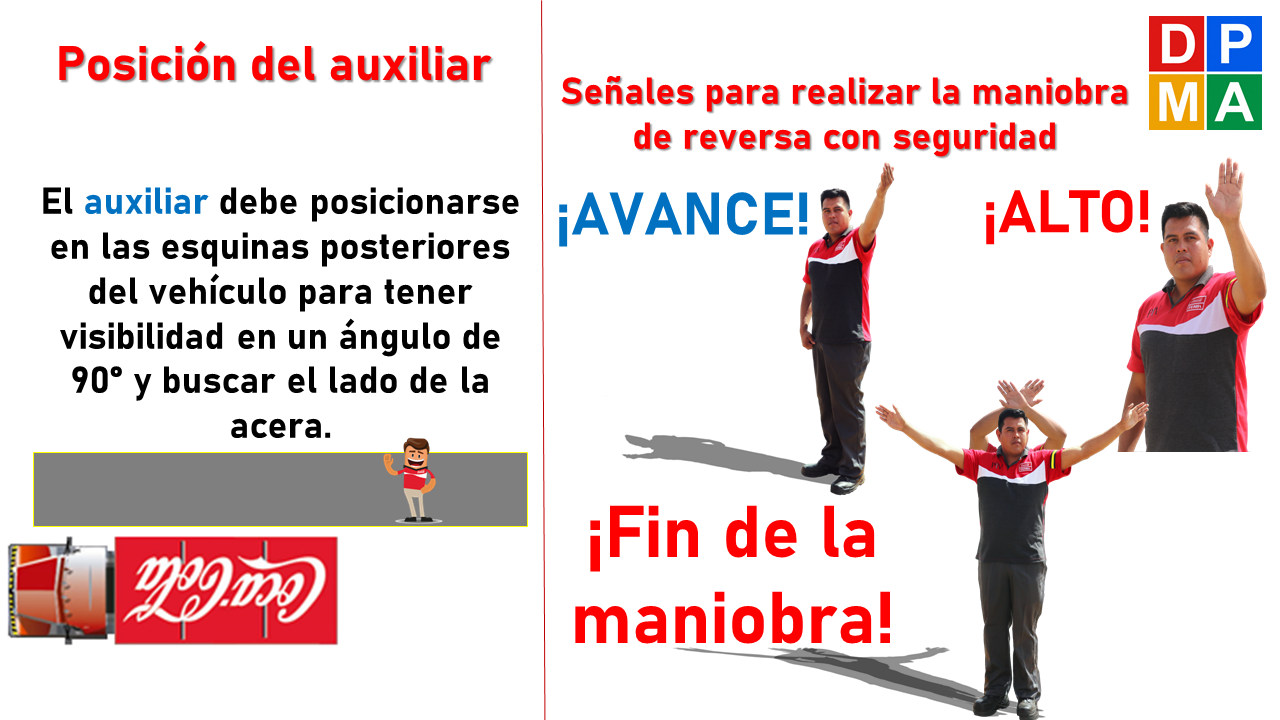 Posición del auxiliar
El auxiliar debe posicionarse
en las esquinas posteriores
del vehículo para tener
visibilidad en un ángulo de
90° y buscar el lado de la
acera.
Coca-Cola
Señales para realizar la maniobra
de reversa con seguridad
D P
M A
¡AVANCE!
¡ALTO!
¡Fin de la
maniobra!